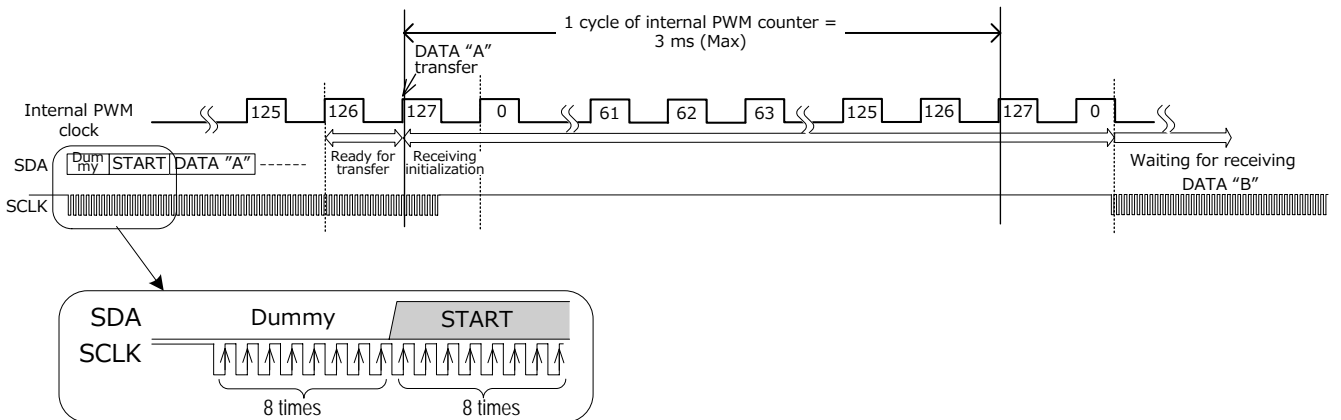 1 cycle of internal PWM counter =
3 ms (Max)
DATA “A”
transfer
Internal PWM
clock
125 126 127 0 61 62 63 125 126 127 0
SDA
Dum
my
START
DATA "A"
Ready for
transfer
Receiving
initialization
Waiting for receiving
DATA “B”
SCLK
SDA
Dummy
START
SCLK
8 times
8 times